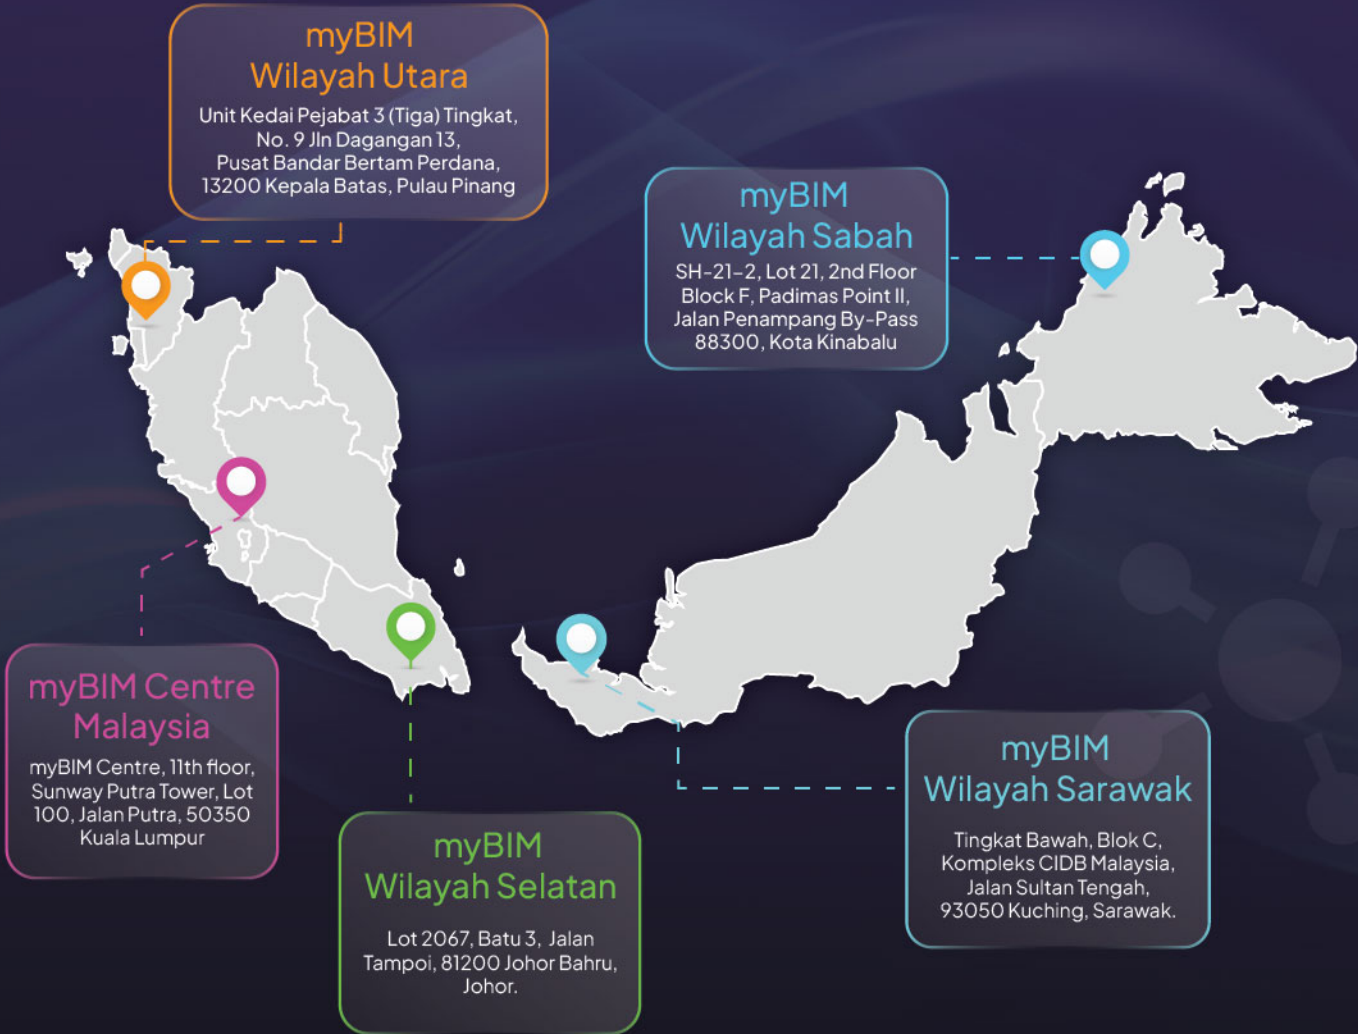 myBIM
Wilayah Utara
Unit Kedai Pejabat 3 (Tiga) Tingkat,
No. 9 Jln Dagangan 13,
Pusat Bandar Bertam Perdana,
13200 Kepala Batas, Pulau Pinang
myBIM
Wilayah Sabah
SH-21-2, Lot 21, 2nd Floor
Block F, Padimas Point II,
Jalan Penampang By-Pass
88300, Kota Kinabalu
myBIM Centre
Malaysia
myBIM Centre, 11th floor,
Sunway Putra Tower, Lot
100, Jalan Putra, 50350
Kuala Lumpur
myBIM
Wilayah Selatan
Lot 2067, Batu 3, Jalan
Tampoi, 81200 Johor Bahru,
Johor.
myBIM
Wilayah Sarawak
Tingkat Bawah, Blok C,
Kompleks CIDB Malaysia,
Jalan Sultan Tengah,
93050 Kuching, Sarawak.